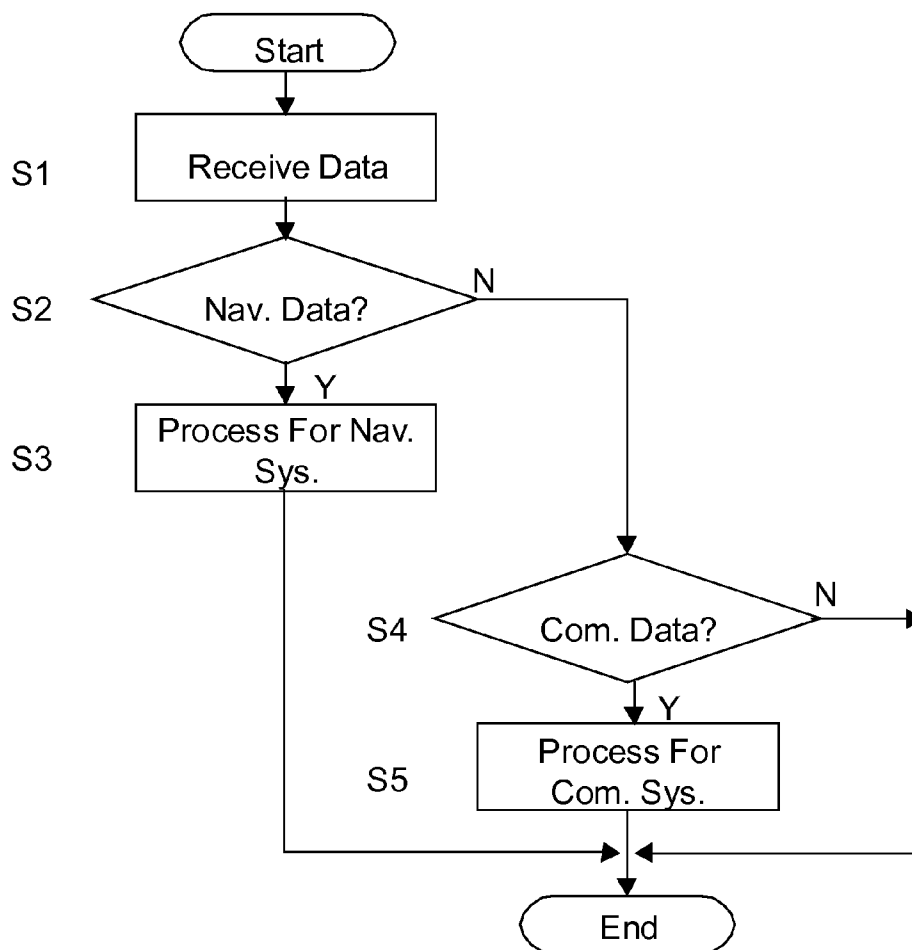 Start
S1
Receive Data
S2
Nav. Data?
N
Y
S3
Process For Nav.
Sys.
S4
Com. Data?
N
Y
S5
Process For
Com. Sys.
End